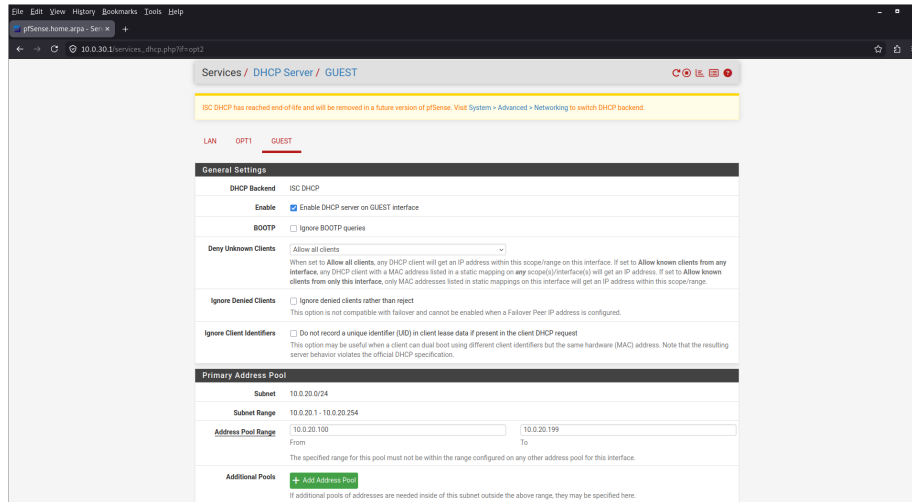 File Edit View History Bookmarks Tools Help
pfSense.home.arpa - Ser
10.0.30.1/services_dhcp.php?if=opt2
Services / DHCP Server / GUEST
ISC DHCP has reached end-of-life and will be removed in a future version of pfSense. Visit System > Advanced > Networking to switch DHCP backend.
LAN OPT1 GUEST
General Settings
DHCP Backend ISC DHCP
Enable Enable DHCP server on GUEST interface
BOOTP Ignore BOOTP queries
Deny Unknown Clients Allow all clients
When set to Allow all clients, any DHCP client will get an IP address within this scope/range on this interface. If set to Allow known clients from any
interface, any DHCP client with a MAC address listed in a static mapping on any scope(s)/interface(s) will get an IP address. If set to Allow known
clients from only this interface, only MAC addresses listed in static mappings on this interface will get an IP address within this scope/range.
Ignore Denied Clients Ignore denied clients rather than reject
This option is not compatible with failover and cannot be enabled when a Failover Peer IP address is configured.
Ignore Client Identifiers Do not record a unique identifier (UID) in client lease data if present in the client DHCP request
This option may be useful when a client can dual boot using different client identifiers but the same hardware (MAC) address. Note that the resulting
server behavior violates the official DHCP specification.
Primary Address Pool
Subnet 10.0.20.0/24
Subnet Range 10.0.20.1 - 10.0.20.254
Address Pool Range 10.0.20.100 10.0.20.199
From To
The specified range for this pool must not be within the range configured on any other address pool for this interface.
Additional Pools + Add Address Pool
If additional pools of addresses are needed inside of this subnet outside the above range, they may be specified here.